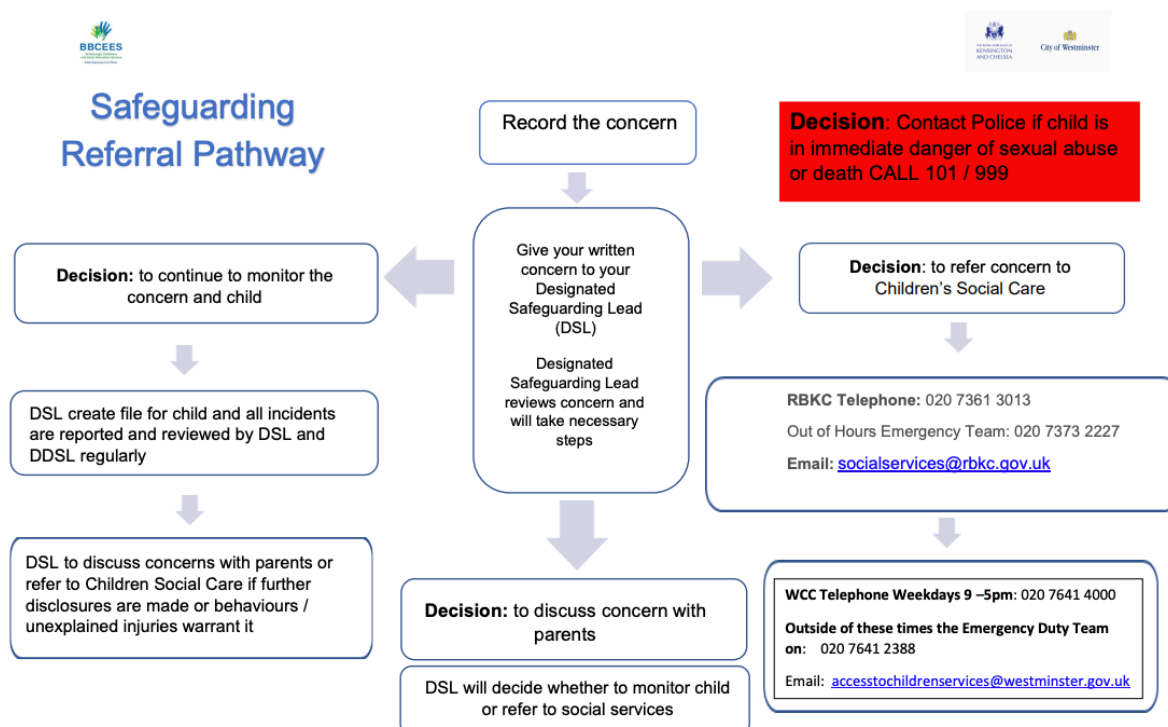 BBCEES
THE ROYAL BOROUGH OF
KENSINGTON
AND CHELSEA
City of Westminster
Safeguarding
Referral Pathway
Record the concern
Decision: Contact Police if child is
in immediate danger of sexual abuse
or death CALL 101 / 999
Give your written
concern to your
Designated
Safeguarding Lead
(DSL)
Designated
Safeguarding Lead
reviews concern and
will take necessary
steps
Decision: to continue to monitor the
concern and child
DSL create file for child and all incidents
are reported and reviewed by DSL and
DDSL regularly
DSL to discuss concerns with parents or
refer to Children Social Care if further
disclosures are made or behaviours /
unexplained injuries warrant it
Decision: to discuss concern with
parents
DSL will decide whether to monitor child
or refer to social services
Decision: to refer concern to
Children’s Social Care
RBKC Telephone: 020 7361 3013
Out of Hours Emergency Team: 020 7373 2227
Email: socialservices@rbkc.gov.uk
WCC Telephone Weekdays 9 –5pm: 020 7641 4000
Outside of these times the Emergency Duty Team
on: 020 7641 2388
Email: accesstochildrenservices@westminster.gov.uk